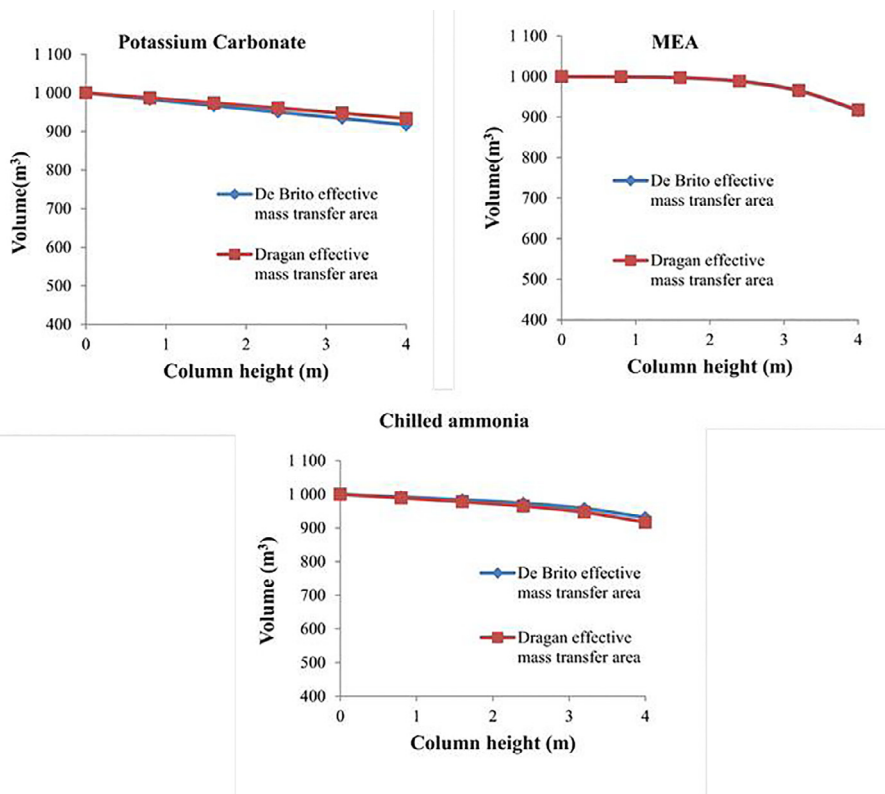 Potassium Carbonate
1 100
1 000
900
800
700
600
500
400
Volume(m³)
De Brito effective
mass transfer area
Dragan effective
mass transfer area
0 1 2 3 4
Column height (m)
MEA
1 100
1 000
900
800
700
600
500
400
Volume(m³)
De Brito effective
mass transfer area
Dragan effective
mass transfer area
0 1 2 3 4
Column height (m)
Chilled ammonia
1 100
1 000
900
800
700
600
500
400
Volume (m³)
De Brito effective
mass transfer area
Dragan effective
mass transfer area
0 1 2 3 4
Column height (m)